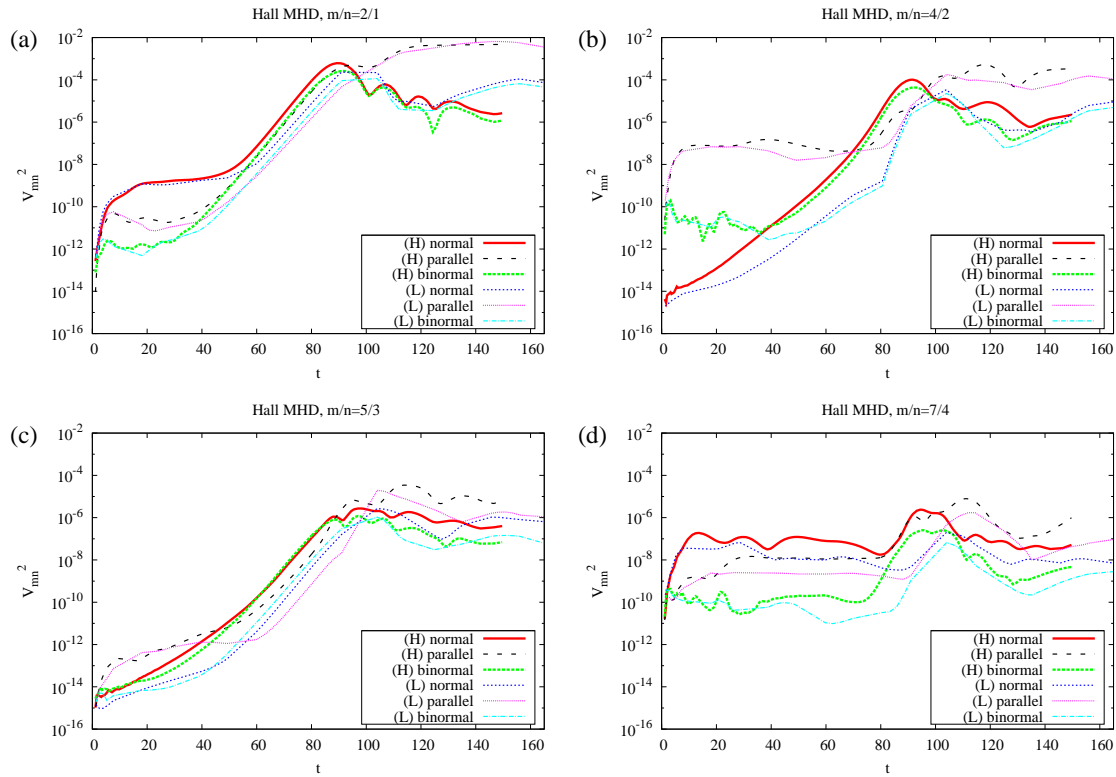 Hall MHD, m/n=2/1
(a)
V_mn^2
10^-2
10^-4
10^-6
10^-8
10^-10
10^-12
10^-14
10^-16
(H) normal
(H) parallel
(H) binormal
(L) normal
(L) parallel
(L) binormal
0 20 40 60 80 100 120 140 160
t
Hall MHD, m/n=4/2
(b)
V_mn^2
10^-2
10^-4
10^-6
10^-8
10^-10
10^-12
10^-14
10^-16
(H) normal
(H) parallel
(H) binormal
(L) normal
(L) parallel
(L) binormal
0 20 40 60 80 100 120 140 160
t
Hall MHD, m/n=5/3
(c)
V_mn^2
10^-2
10^-4
10^-6
10^-8
10^-10
10^-12
10^-14
10^-16
(H) normal
(H) parallel
(H) binormal
(L) normal
(L) parallel
(L) binormal
0 20 40 60 80 100 120 140 160
t
Hall MHD, m/n=7/4
(d)
V_mn^2
10^-2
10^-4
10^-6
10^-8
10^-10
10^-12
10^-14
10^-16
(H) normal
(H) parallel
(H) binormal
(L) normal
(L) parallel
(L) binormal
0 20 40 60 80 100 120 140 160
t